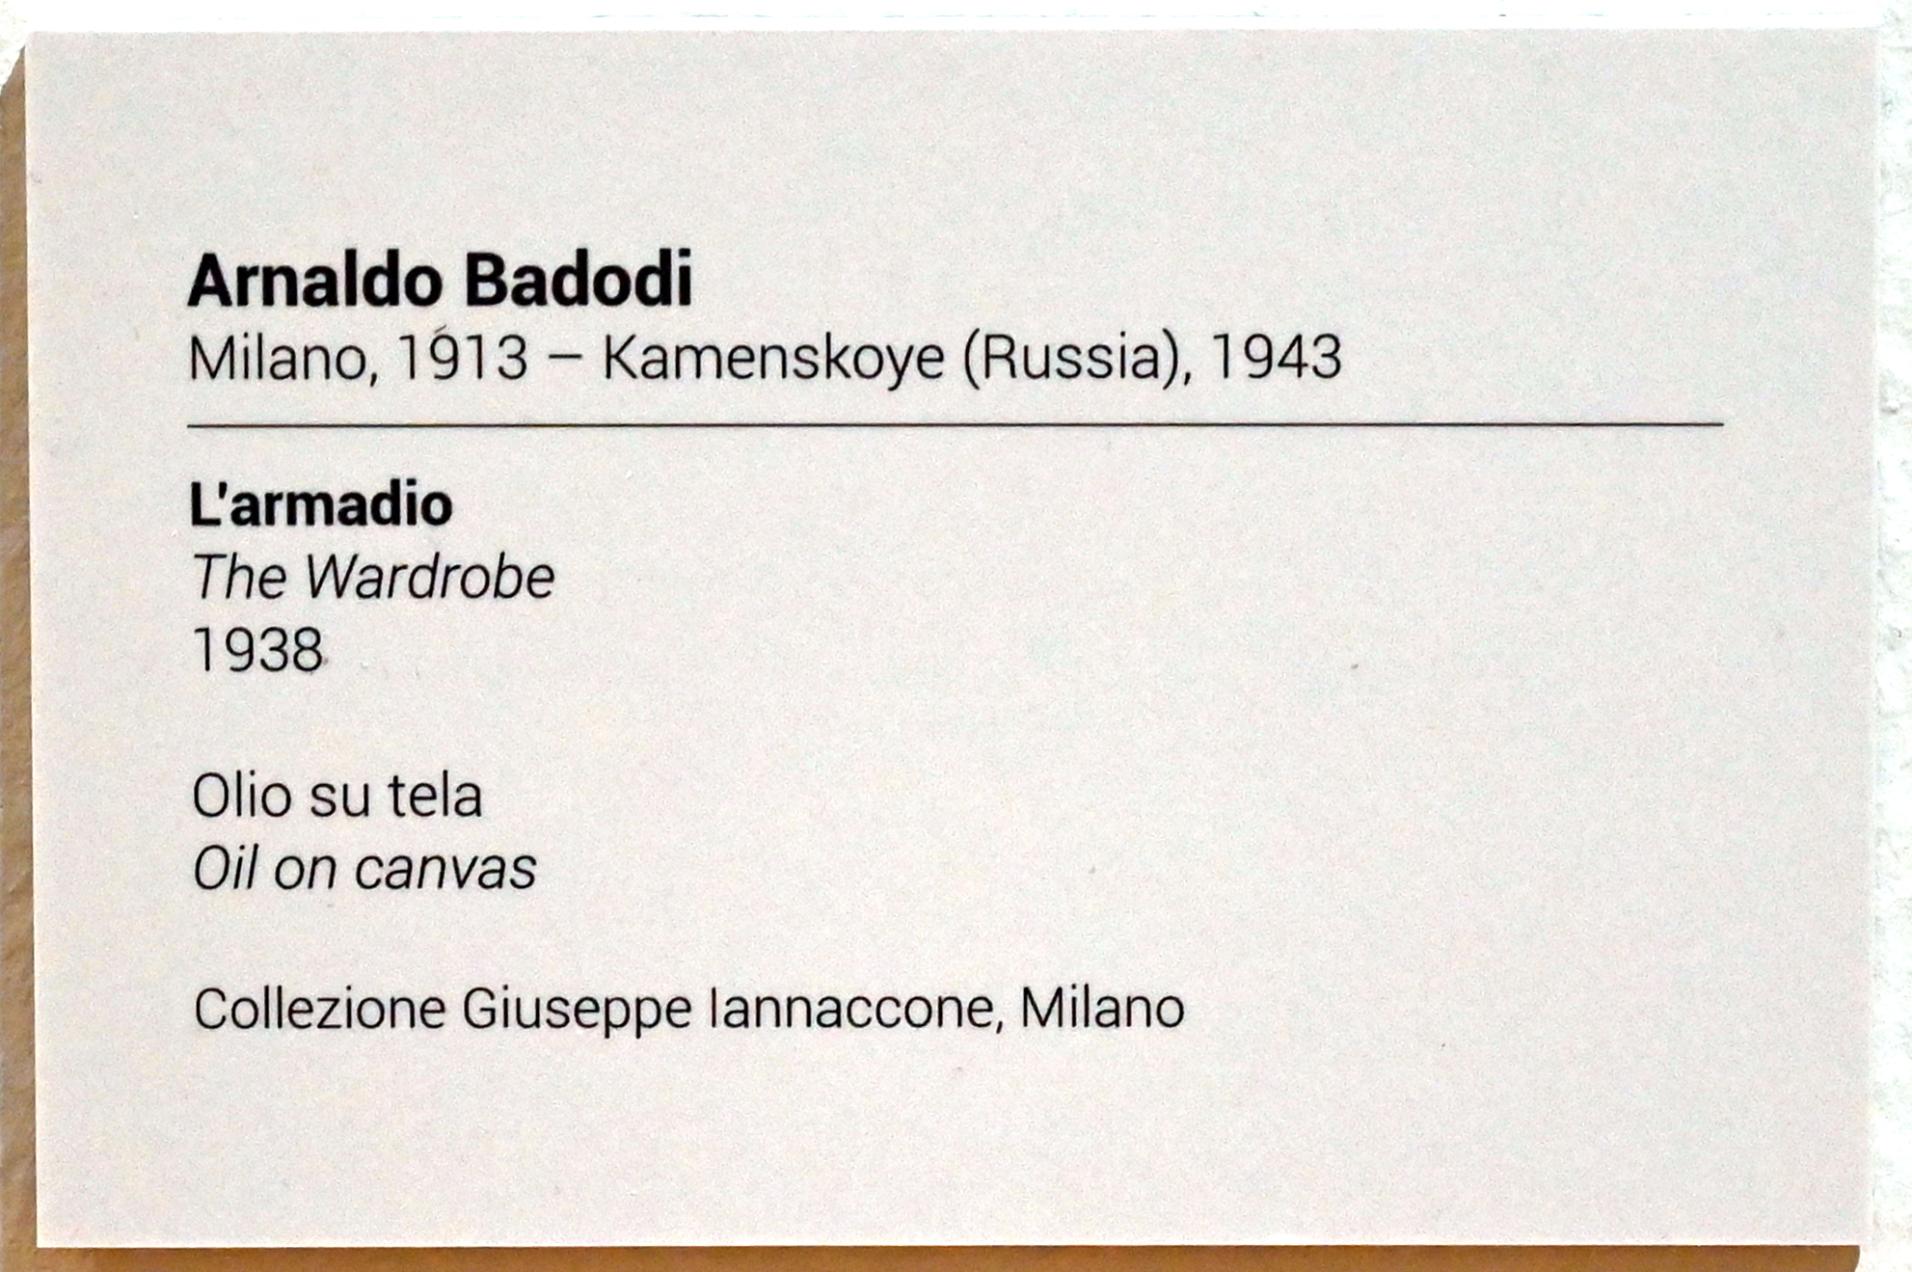 Arnaldo Badodi
Milano, 1913 – Kamenskoye (Russia), 1943
L'armadio
The Wardrobe
1938
Olio su tela
Oil on canvas
Collezione Giuseppe Iannaccone, Milano